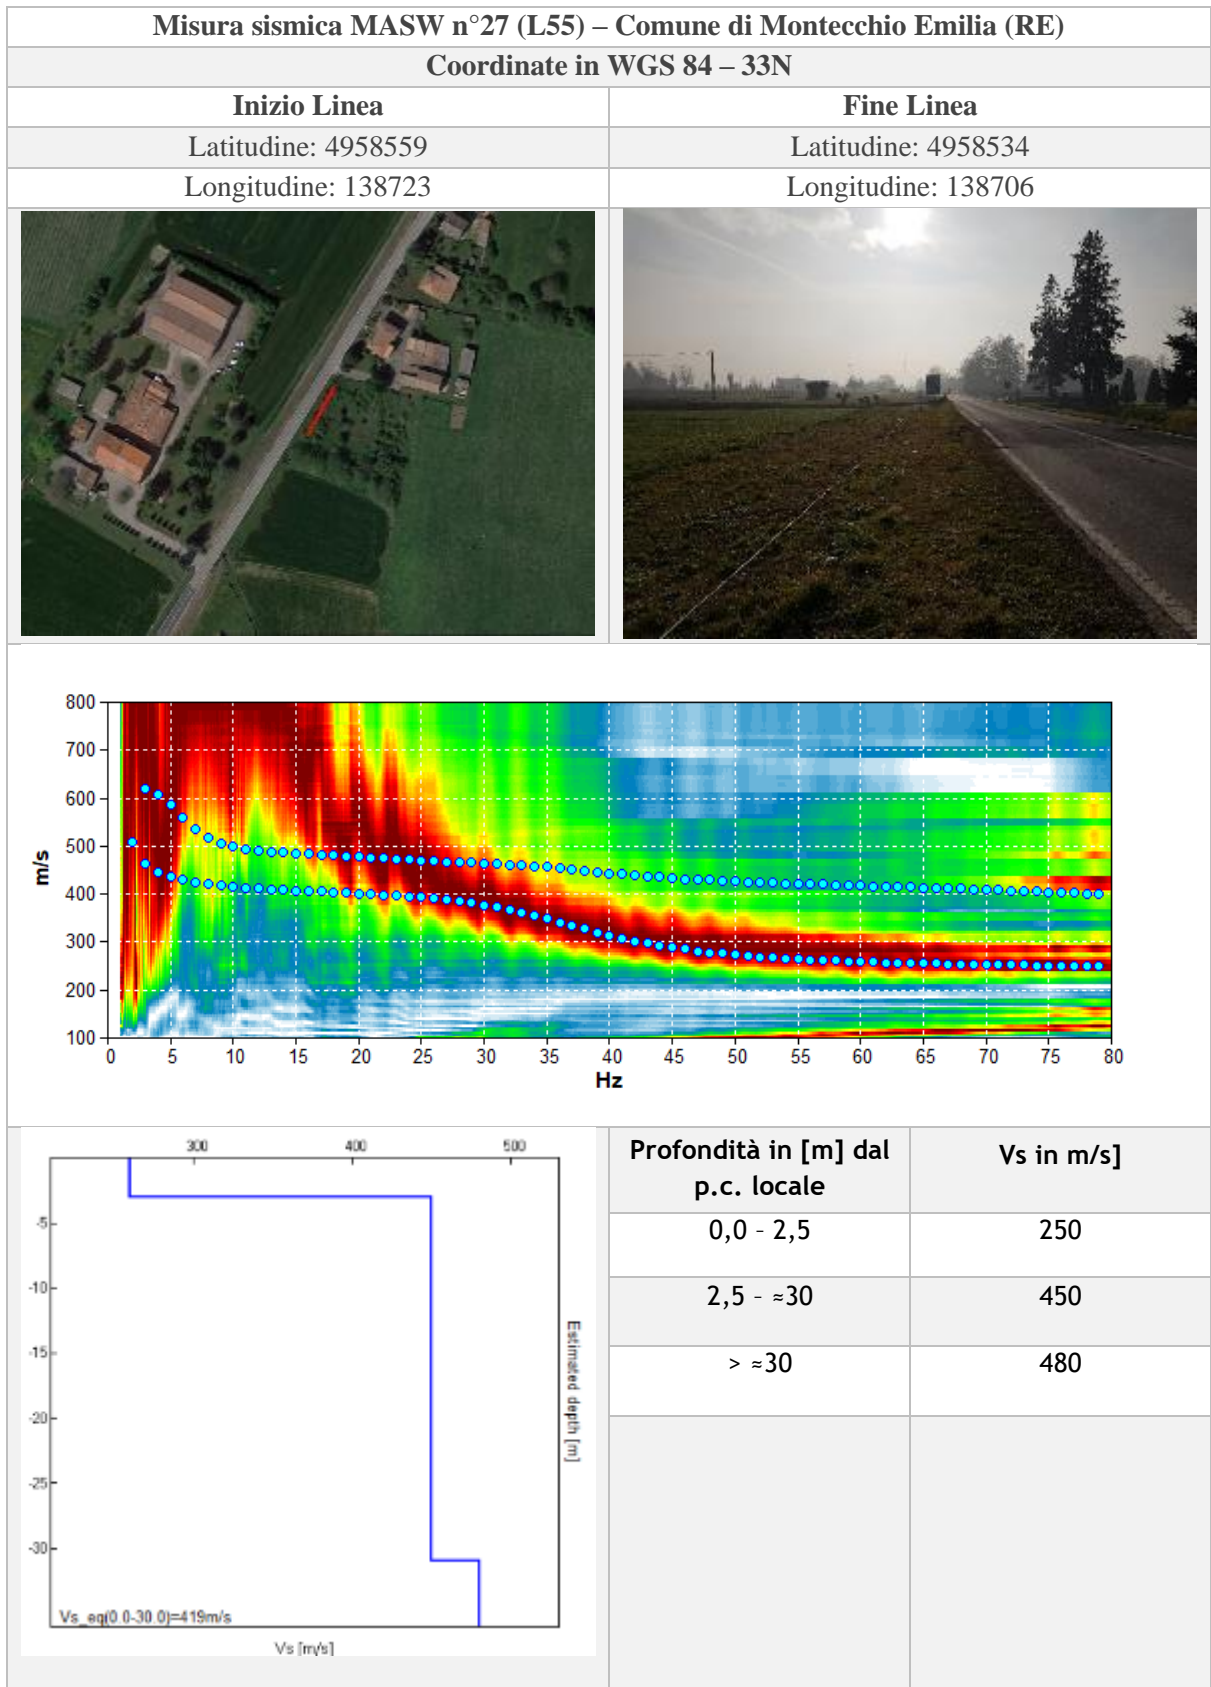 Misura sismica MASW n°27 (L55) – Comune di Montecchio Emilia (RE)
Coordinate in WGS 84 – 33N
Inizio Linea
Fine Linea
Latitudine: 4958559
Latitudine: 4958534
Longitudine: 138723
Longitudine: 138706
800
700
600
500
400
300
200
100
m/s
0 5 10 15 20 25 30 35 40 45 50 55 60 65 70 75 80
Hz
300 400 500
-5
-10
-15
-20
-25
-30
Estimated depth [m]
Vs_eq(0.0-30.0)=419m/s
Vs [m/s]
Profondità in [m] dal
p.c. locale
Vs in m/s]
0,0 – 2,5
250
2,5 – ≈30
450
> ≈30
480